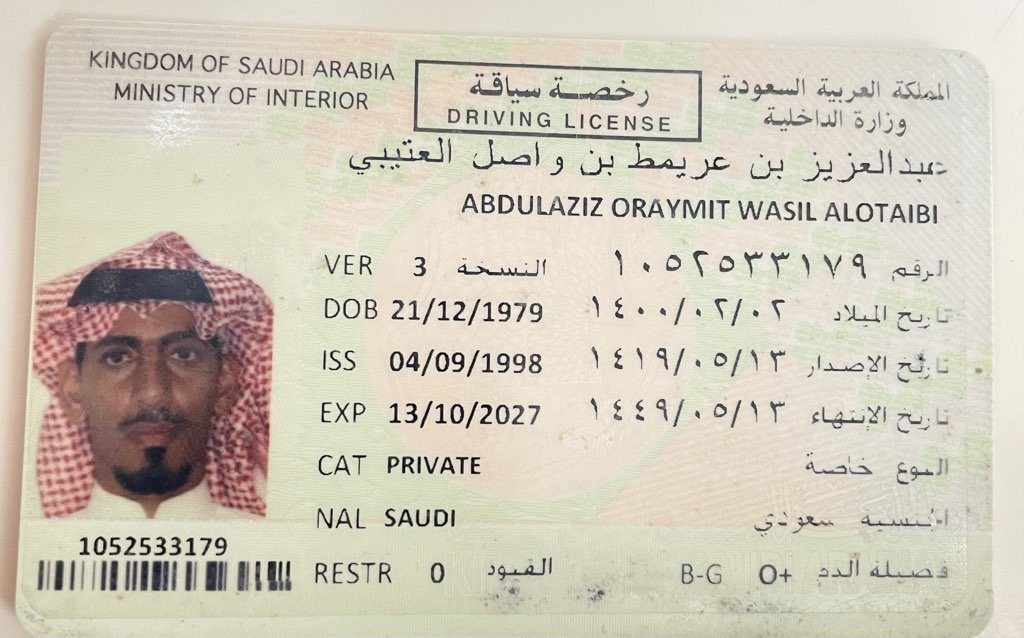 KINGDOM OF SAUDI ARABIA
MINISTRY OF INTERIOR
رخصة سياقة
DRIVING LICENSE
المملكة العربية السعودية
وزارة الداخلية
عبدالعزيز بن عريمط بن واصل العتيبي
ABDULAZIZ ORAYMIT WASIL ALOTAIBI
VER 3 النسخة ١٠٥٢٥٣٣١٧٩ الرقم
DOB 21/12/1979 ١٤٠٠/٠٢/٠٢ تاريخ الميلاد
ISS 04/09/1998 ١٤١٩/٠٥/١٣ تاريخ الإصدار
EXP 13/10/2027 ١٤٤٩/٠٥/١٣ تاريخ الإنتهاء
CAT PRIVATE النوع خاصة
NAL SAUDI الجنسية سعودي
1052533179
RESTR 0 القيود B-G O+ فصيلة الدم